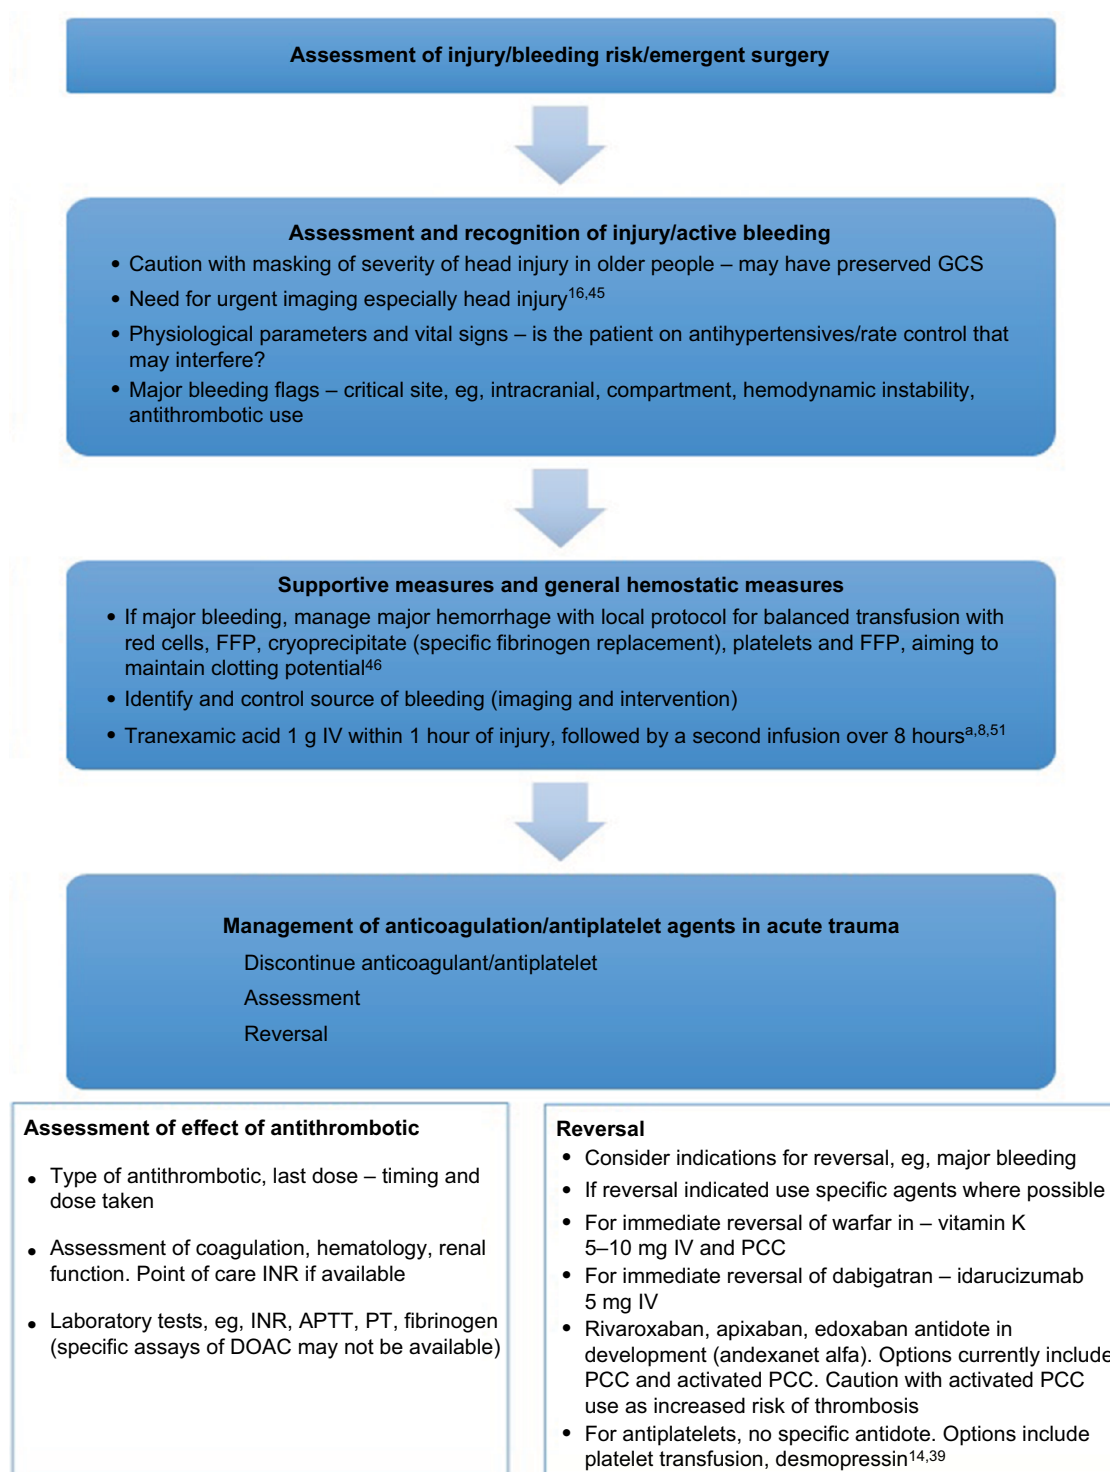 Assessment of injury/bleeding risk/emergent surgery
Assessment and recognition of injury/active bleeding
• Caution with masking of severity of head injury in older people – may have preserved GCS
• Need for urgent imaging especially head injury16,45
• Physiological parameters and vital signs – is the patient on antihypertensives/rate control that
may interfere?
• Major bleeding flags – critical site, eg, intracranial, compartment, hemodynamic instability,
antithrombotic use
Supportive measures and general hemostatic measures
• If major bleeding, manage major hemorrhage with local protocol for balanced transfusion with
red cells, FFP, cryoprecipitate (specific fibrinogen replacement), platelets and FFP, aiming to
maintain clotting potential46
• Identify and control source of bleeding (imaging and intervention)
• Tranexamic acid 1 g IV within 1 hour of injury, followed by a second infusion over 8 hoursa,8,51
Management of anticoagulation/antiplatelet agents in acute trauma
Discontinue anticoagulant/antiplatelet
Assessment
Reversal
Assessment of effect of antithrombotic
• Type of antithrombotic, last dose – timing and
dose taken
• Assessment of coagulation, hematology, renal
function. Point of care INR if available
• Laboratory tests, eg, INR, APTT, PT, fibrinogen
(specific assays of DOAC may not be available)
Reversal
• Consider indications for reversal, eg, major bleeding
• If reversal indicated use specific agents where possible
• For immediate reversal of warfar in – vitamin K
5–10 mg IV and PCC
• For immediate reversal of dabigatran – idarucizumab
5 mg IV
• Rivaroxaban, apixaban, edoxaban antidote in
development (andexanet alfa). Options currently include
PCC and activated PCC. Caution with activated PCC
use as increased risk of thrombosis
• For antiplatelets, no specific antidote. Options include
platelet transfusion, desmopressin14,39